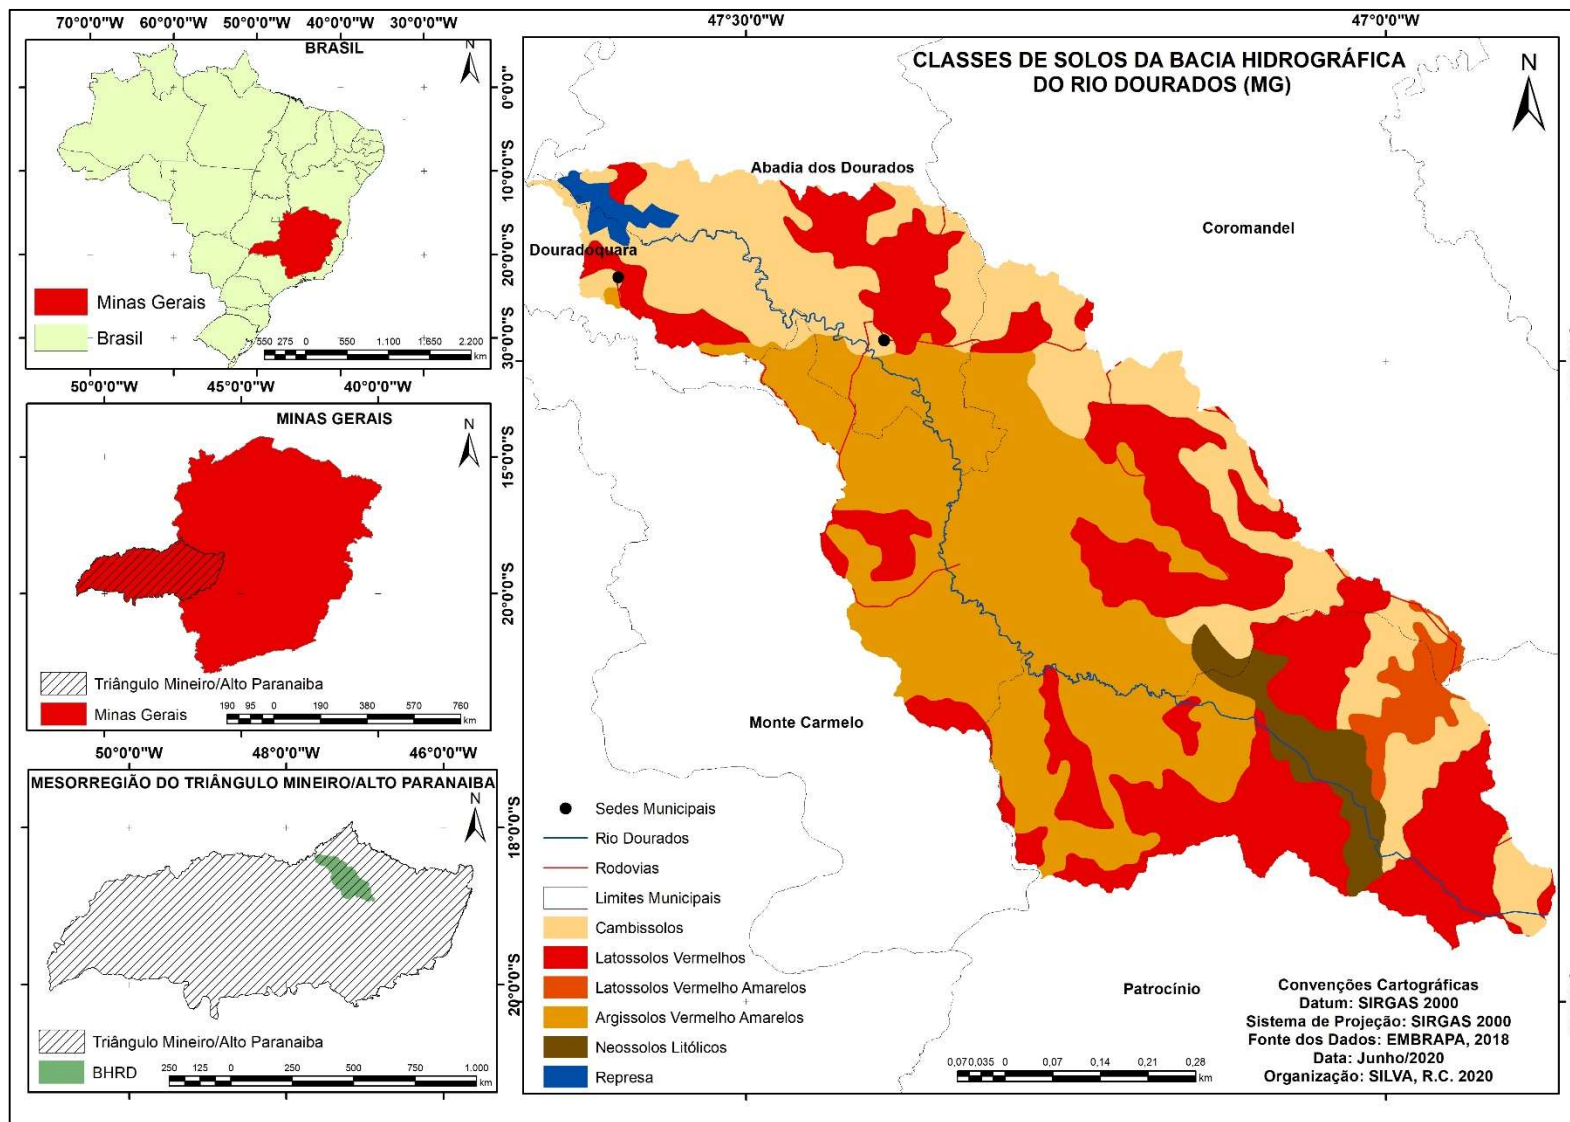 70°0'0"W 60°0'0"W 50°0'0"W 40°0'0"W 30°0'0"W
BRASIL
N
0°0'0"
10°0'0"S
20°0'0"S
30°0'0"S
Minas Gerais
Brasil
550 275 0 550 1.100 1.650 2.200
km
50°0'0"W 45°0'0"W 40°0'0"W
MINAS GERAIS
N
15°0'0"S
20°0'0"S
Triângulo Mineiro/Alto Paranaiba
Minas Gerais
190 95 0 190 380 570 760
km
50°0'0"W 48°0'0"W 46°0'0"W
MESORREGIÃO DO TRIÂNGULO MINEIRO/ALTO PARANAIBA
N
18°0'0"S
20°0'0"S
Triângulo Mineiro/Alto Paranaiba
BHRD
250 125 0 250 500 750 1.000
km
47°30'0"W 47°0'0"W
CLASSES DE SOLOS DA BACIA HIDROGRÁFICA
DO RIO DOURADOS (MG)
N
Abadia dos Dourados
Coromandel
Douradoquara
Monte Carmelo
Patrocínio
Sedes Municipais
Rio Dourados
Rodovias
Limites Municipais
Cambissolos
Latossolos Vermelhos
Latossolos Vermelho Amarelos
Argissolos Vermelho Amarelos
Neossolos Litólicos
Represa
0,07 0,035 0 0,07 0,14 0,21 0,28
km
Convenções Cartográficas
Datum: SIRGAS 2000
Sistema de Projeção: SIRGAS 2000
Fonte dos Dados: EMBRAPA, 2018
Data: Junho/2020
Organização: SILVA, R.C. 2020